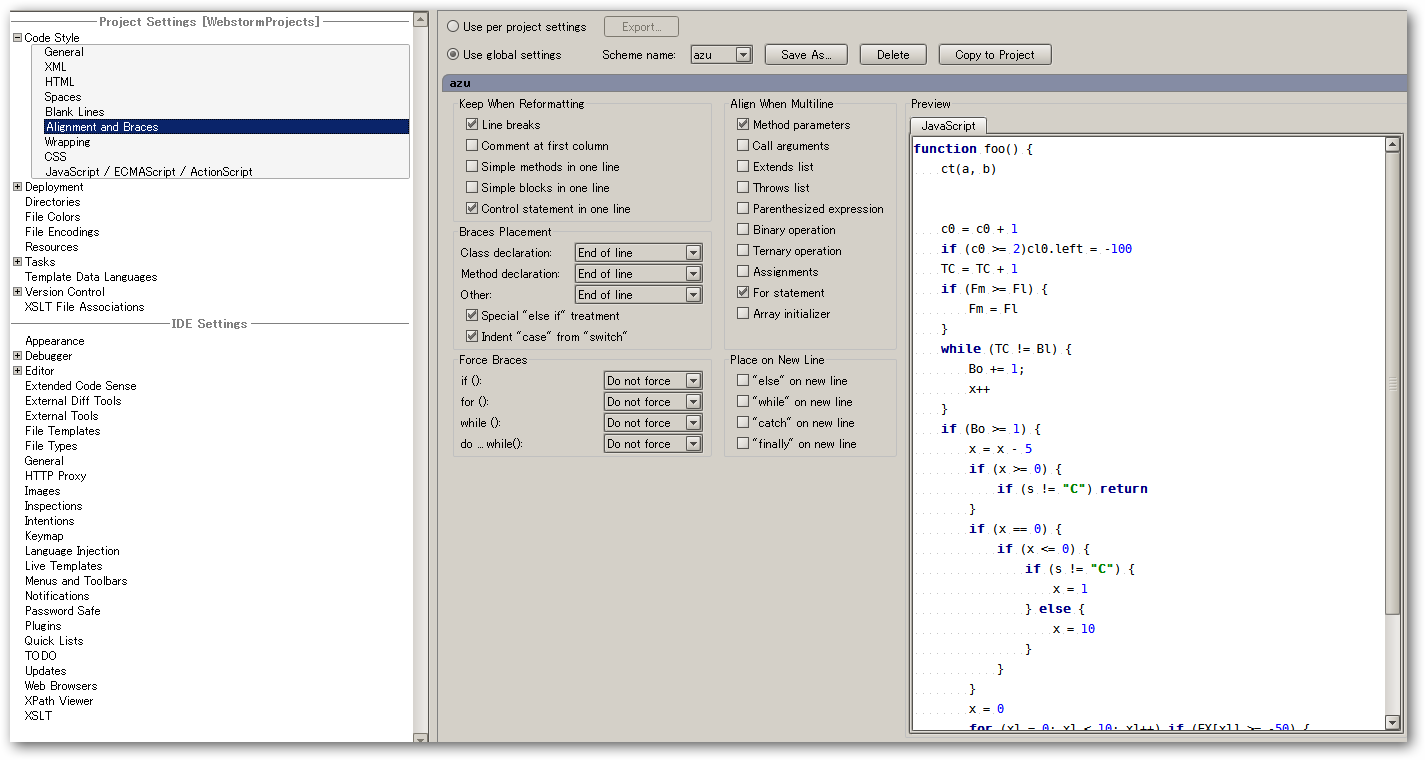 Project Settings [WebstormProjects]
Code Style
General
XML
HTML
Spaces
Blank Lines
Alignment and Braces
Wrapping
CSS
JavaScript / ECMAScript / ActionScript
Deployment
Directories
File Colors
File Encodings
Resources
Tasks
Template Data Languages
Version Control
XSLT File Associations
IDE Settings
Appearance
Debugger
Editor
Extended Code Sense
External Diff Tools
External Tools
File Templates
File Types
General
HTTP Proxy
Images
Inspections
Intentions
Keymap
Language Injection
Live Templates
Menus and Toolbars
Notifications
Password Safe
Plugins
Quick Lists
TODO
Updates
Web Browsers
XPath Viewer
XSLT
Use per project settings Export...
Use global settings Scheme name: azu Save As... Delete Copy to Project
azu
Keep When Reformatting
Line breaks
Comment at first column
Simple methods in one line
Simple blocks in one line
Control statement in one line
Braces Placement
Class declaration: End of line
Method declaration: End of line
Other: End of line
Special "else if" treatment
Indent "case" from "switch"
Force Braces
if (): Do not force
for (): Do not force
while (): Do not force
do ... while(): Do not force
Align When Multiline
Method parameters
Call arguments
Extends list
Throws list
Parenthesized expression
Binary operation
Ternary operation
Assignments
For statement
Array initializer
Place on New Line
"else" on new line
"while" on new line
"catch" on new line
"finally" on new line
Preview
JavaScript
function foo() {
ct(a, b)
c0 = c0 + 1
if (c0 >= 2)cl0.left = -100
TC = TC + 1
if (Fm >= Fl) {
Fm = Fl
}
while (TC != Bl) {
Bo += 1;
x++
}
if (Bo >= 1) {
x = x - 5
if (x >= 0) {
if (s != "C") return
}
if (x == 0) {
if (x <= 0) {
if (s != "C") {
x = 1
} else {
x = 10
}
}
}
x = 0
for (x1 = 0; x1 < 10; x1++) if (FX[x1] >= -50) {